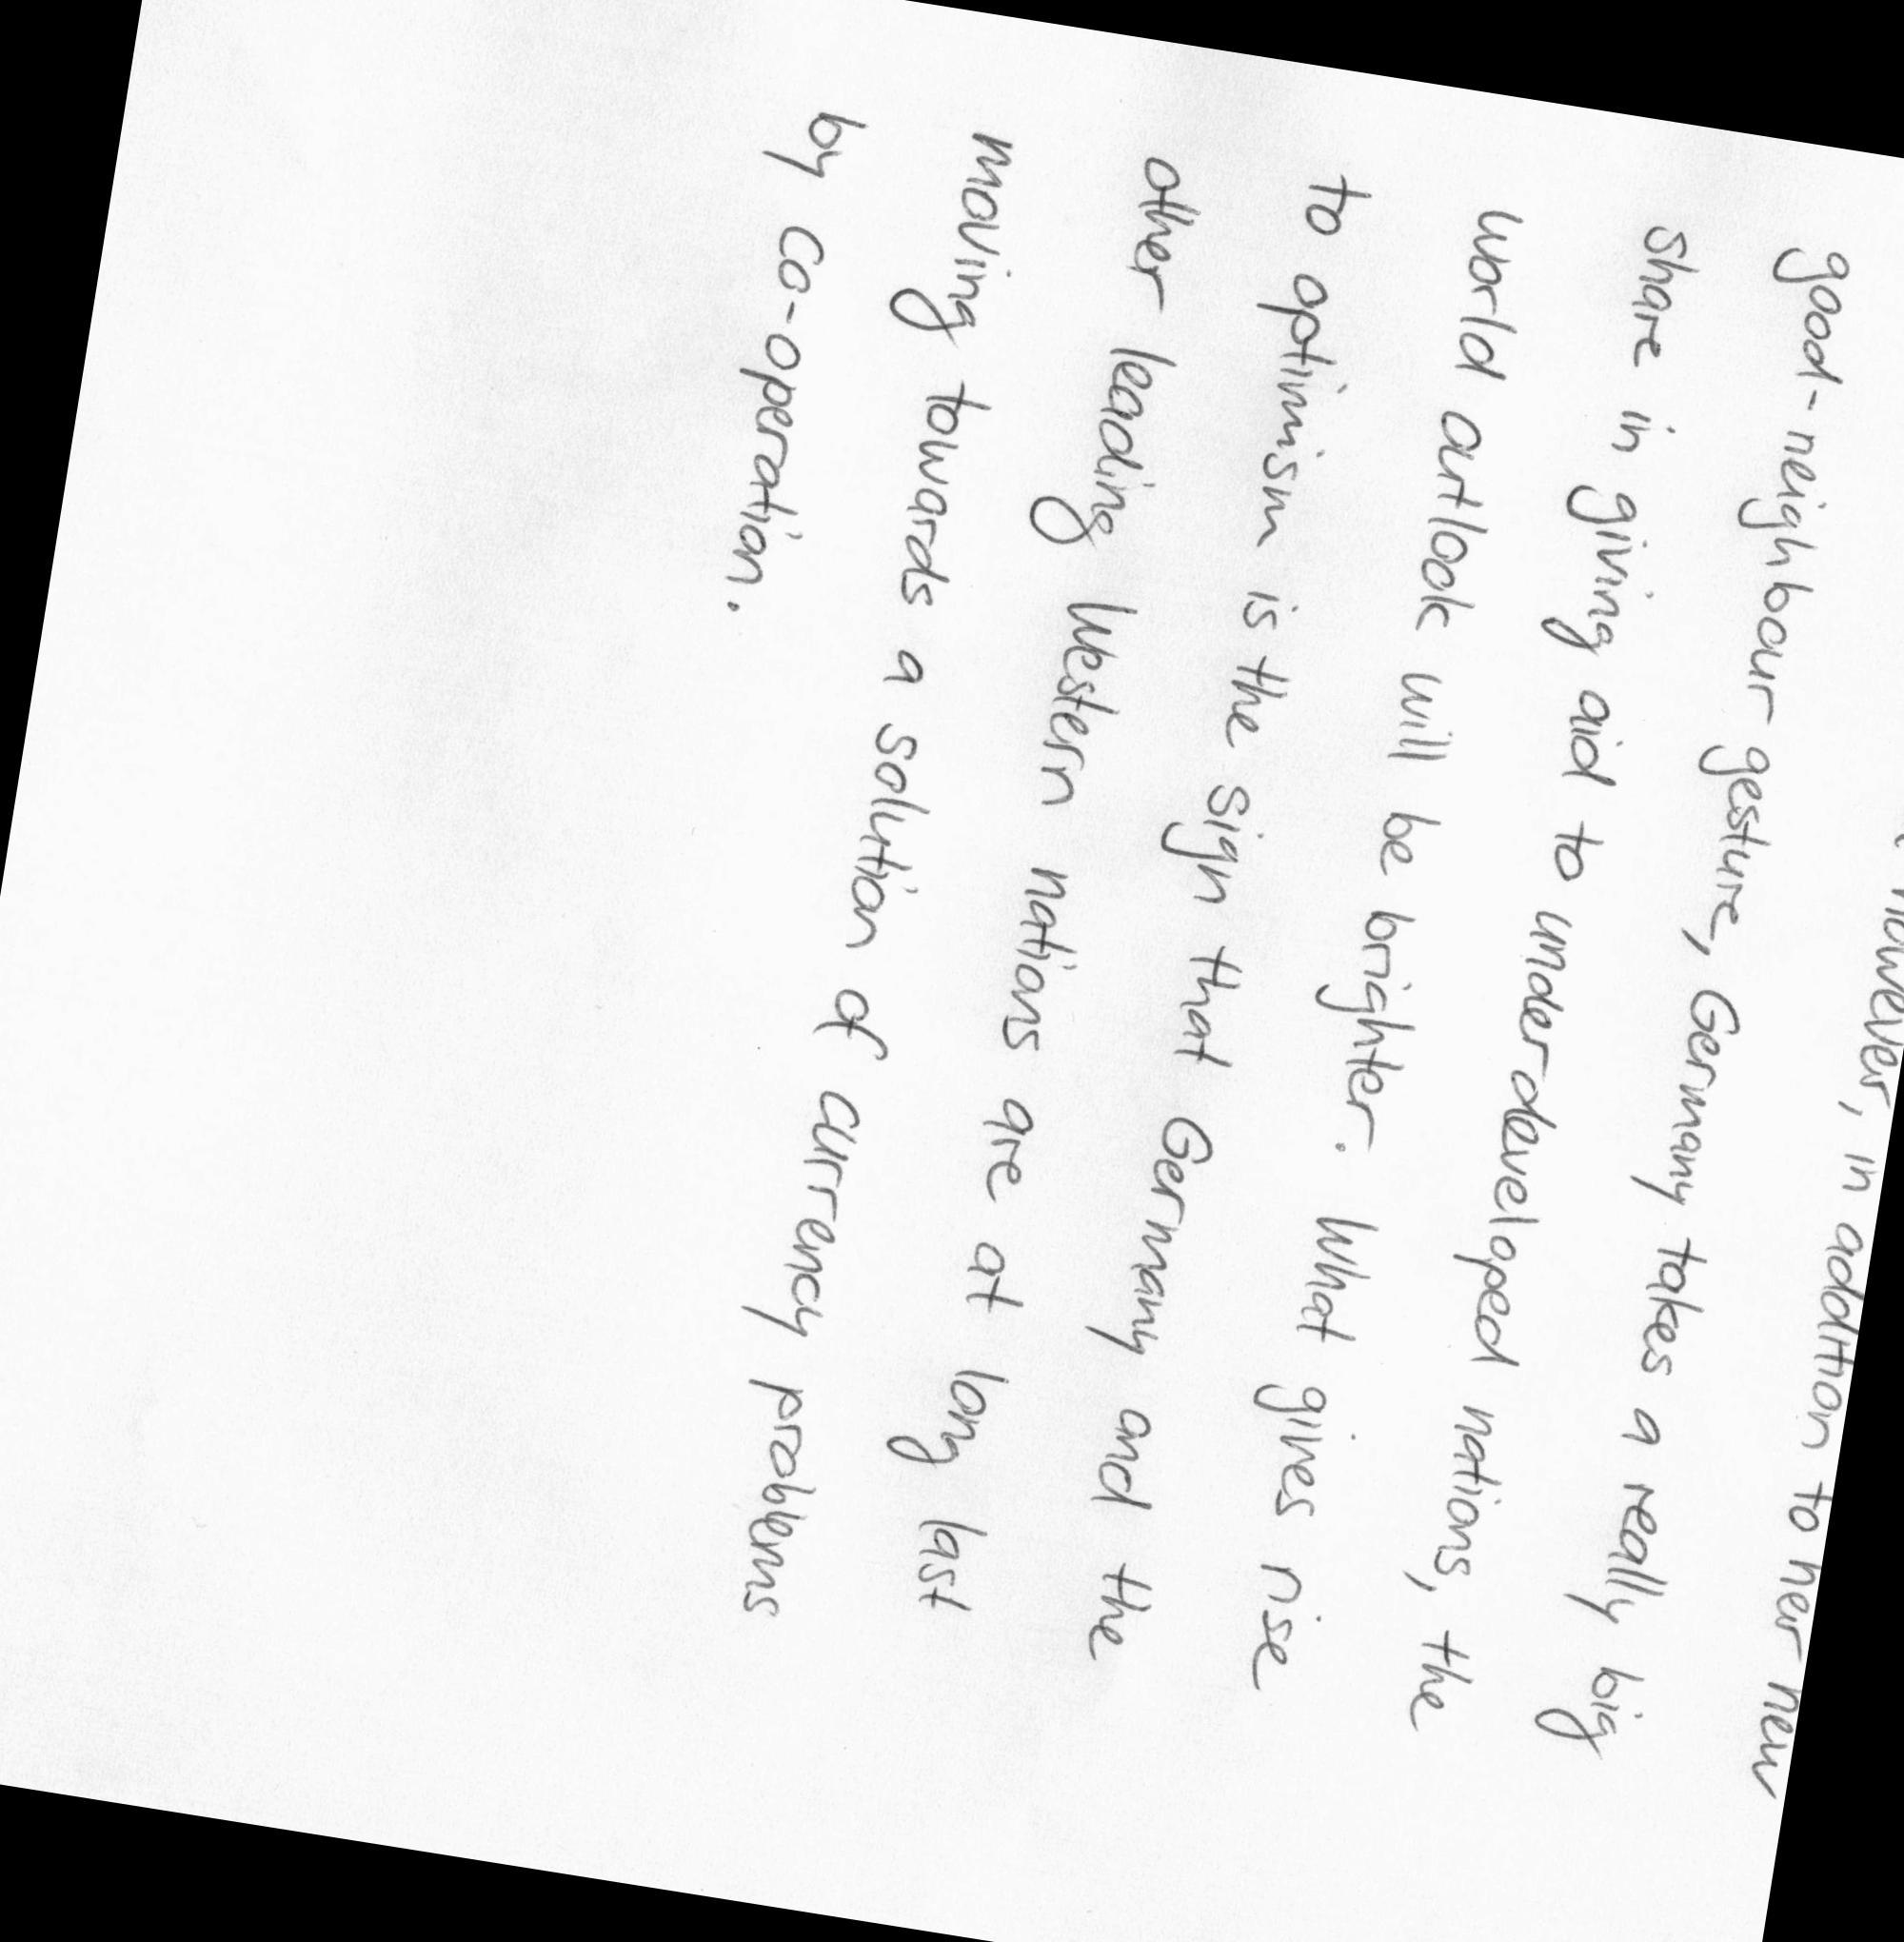 however, in addition to her new
good-neighbour gesture, Germany takes a really big
share in giving aid to underdeveloped nations, the
world outlook will be brighter. What gives rise
to optimism is the sign that Germany and the
other leading Western nations are at long last
moving towards a solution of currency problems
by co-operation.